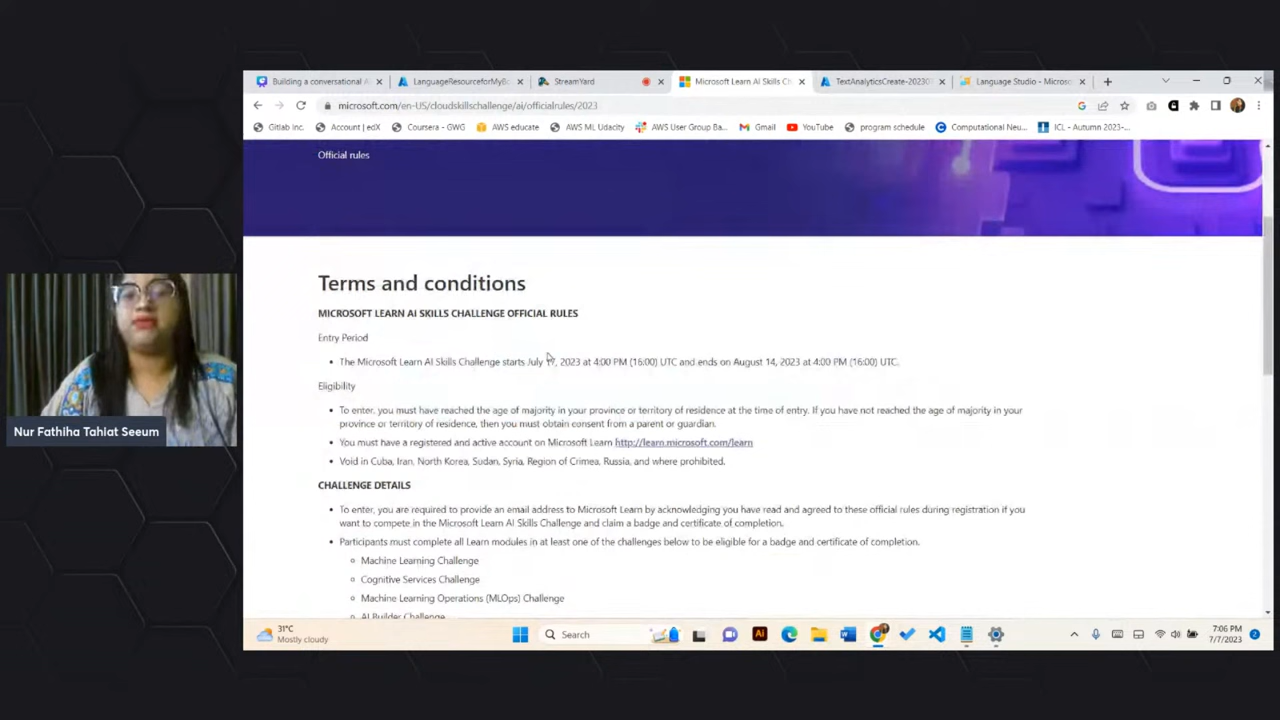 Building a conversational A
LanguageResourceforMyBo
StreamYard
Microsoft Learn AI Skills Ch
TextAnalyticsCreate-20230
Language Studio - Microso
microsoft.com/en-US/cloudskillschallenge/ai/officialrules/2023
Gitlab Inc.
Account | edX
Coursera - GWG
AWS educate
AWS ML Udacity
AWS User Group Ba...
Gmail
YouTube
program schedule
Computational Neu...
ICL - Autumn 2023-...
Official rules
Terms and conditions
MICROSOFT LEARN AI SKILLS CHALLENGE OFFICIAL RULES
Entry Period
• The Microsoft Learn AI Skills Challenge starts July 17, 2023 at 4:00 PM (16:00) UTC and ends on August 14, 2023 at 4:00 PM (16:00) UTC.
Eligibility
• To enter, you must have reached the age of majority in your province or territory of residence at the time of entry. If you have not reached the age of majority in your
province or territory of residence, then you must obtain consent from a parent or guardian.
• You must have a registered and active account on Microsoft Learn http://learn.microsoft.com/learn
• Void in Cuba, Iran, North Korea, Sudan, Syria, Region of Crimea, Russia, and where prohibited.
CHALLENGE DETAILS
• To enter, you are required to provide an email address to Microsoft Learn by acknowledging you have read and agreed to these official rules during registration if you
want to compete in the Microsoft Learn AI Skills Challenge and claim a badge and certificate of completion.
• Participants must complete all Learn modules in at least one of the challenges below to be eligible for a badge and certificate of completion.
Machine Learning Challenge
Cognitive Services Challenge
Machine Learning Operations (MLOps) Challenge
AI Builder Challenge
Nur Fathiha Tahiat Seeum
31°C
Mostly cloudy
Search
Ai
7:06 PM
7/7/2023
2